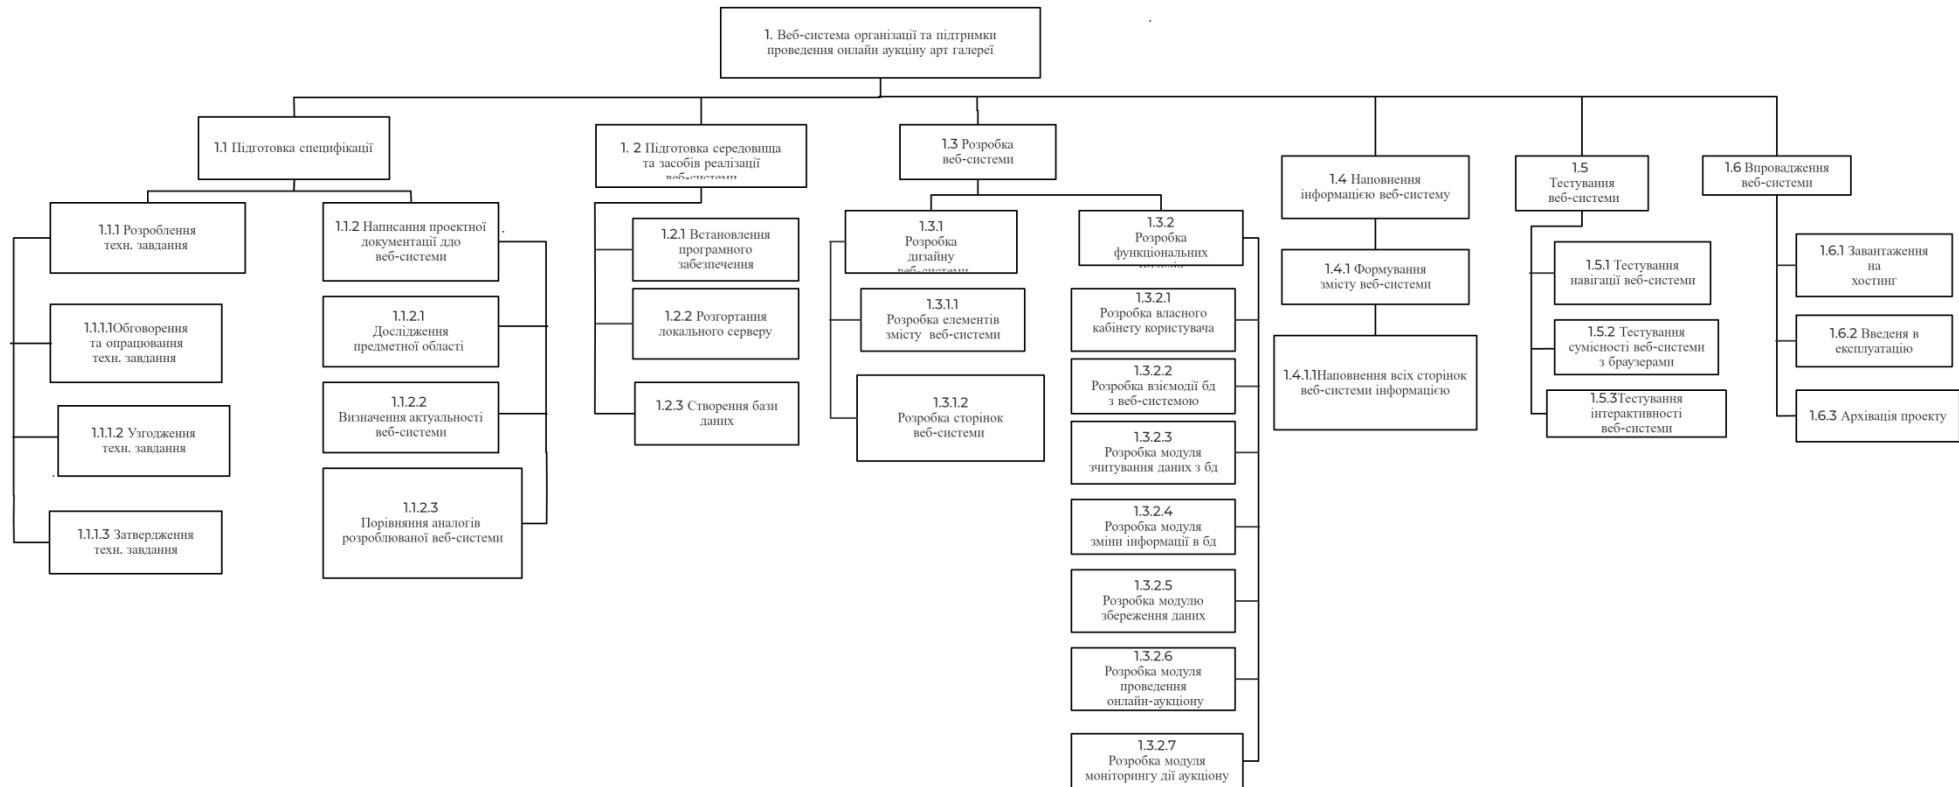 1. Веб-система організації та підтримки
проведення онлайн аукціну арт галереї
1.1 Підготовка специфікації
1. 2 Підготовка середовища
та засобів реалізації
веб-системи
1.3 Розробка
веб-системи
1.4 Наповнення
інформацією веб-систему
1.5
Тестування
веб-системи
1.6 Впровадження
веб-системи
1.1.1 Розроблення
техн. завдання
1.1.1.1Обговорення
та опрацювання
техн. завдання
1.1.1.2 Узгодження
техн. завдання
1.1.1.3 Затвердження
техн. завдання
1.1.2 Написання проектної
документації ддо
веб-системи
1.1.2.1
Дослідження
предметної області
1.1.2.2
Визначення актуальності
веб-системи
1.1.2.3
Порівняння аналогів
розроблюваної веб-системи
1.2.1 Встановлення
програмного
забезпечення
1.2.2 Розгортання
локального серверу
1.2.3 Створення бази
даних
1.3.1
Розробка
дизайну
веб-системи
1.3.1.1
Розробка елементів
змісту веб-системи
1.3.1.2
Розробка сторінок
веб-системи
1.3.2
Розробка
функціональних
1.3.2.1
Розробка власного
кабінету користувача
1.3.2.2
Розробка взіємодії бд
з веб-системою
1.3.2.3
Розробка модуля
зчитування даних з бд
1.3.2.4
Розробка модуля
зміни інформації в бд
1.3.2.5
Розробка модулю
збереження даних
1.3.2.6
Розробка модуля
проведення
онлайн-аукціону
1.3.2.7
Розробка модуля
моніторингу дії аукціону
1.4.1 Формування
змісту веб-системи
1.4.1.1Наповнення всіх сторінок
веб-системи інформацією
1.5.1 Тестування
навігації веб-системи
1.5.2 Тестування
сумісності веб-системи
з браузерами
1.5.3Тестування
інтерактивності
веб-системи
1.6.1 Завантаження
на
хостинг
1.6.2 Введеня в
експлуатацію
1.6.3 Архівація проекту